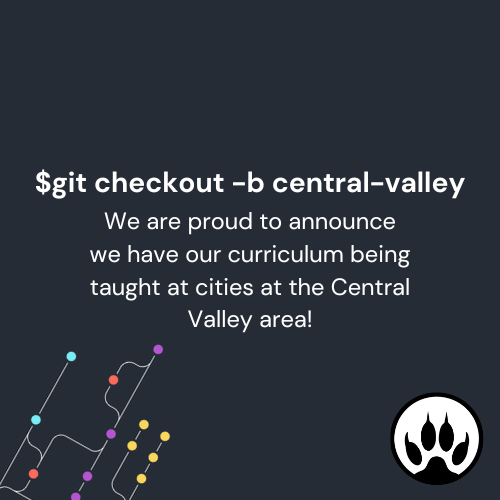 $git checkout -b central-valley
We are proud to announce
we have our curriculum being
taught at cities at the Central
Valley area!